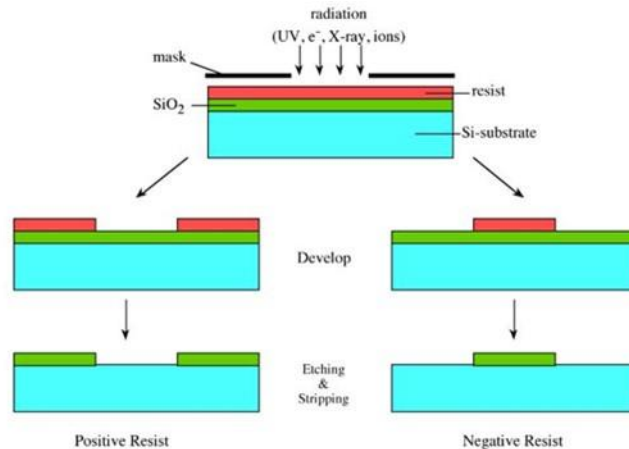 radiation
(UV, e⁻, X-ray, ions)
mask
resist
SiO₂
Si-substrate
Develop
Etching
&
Stripping
Positive Resist
Negative Resist